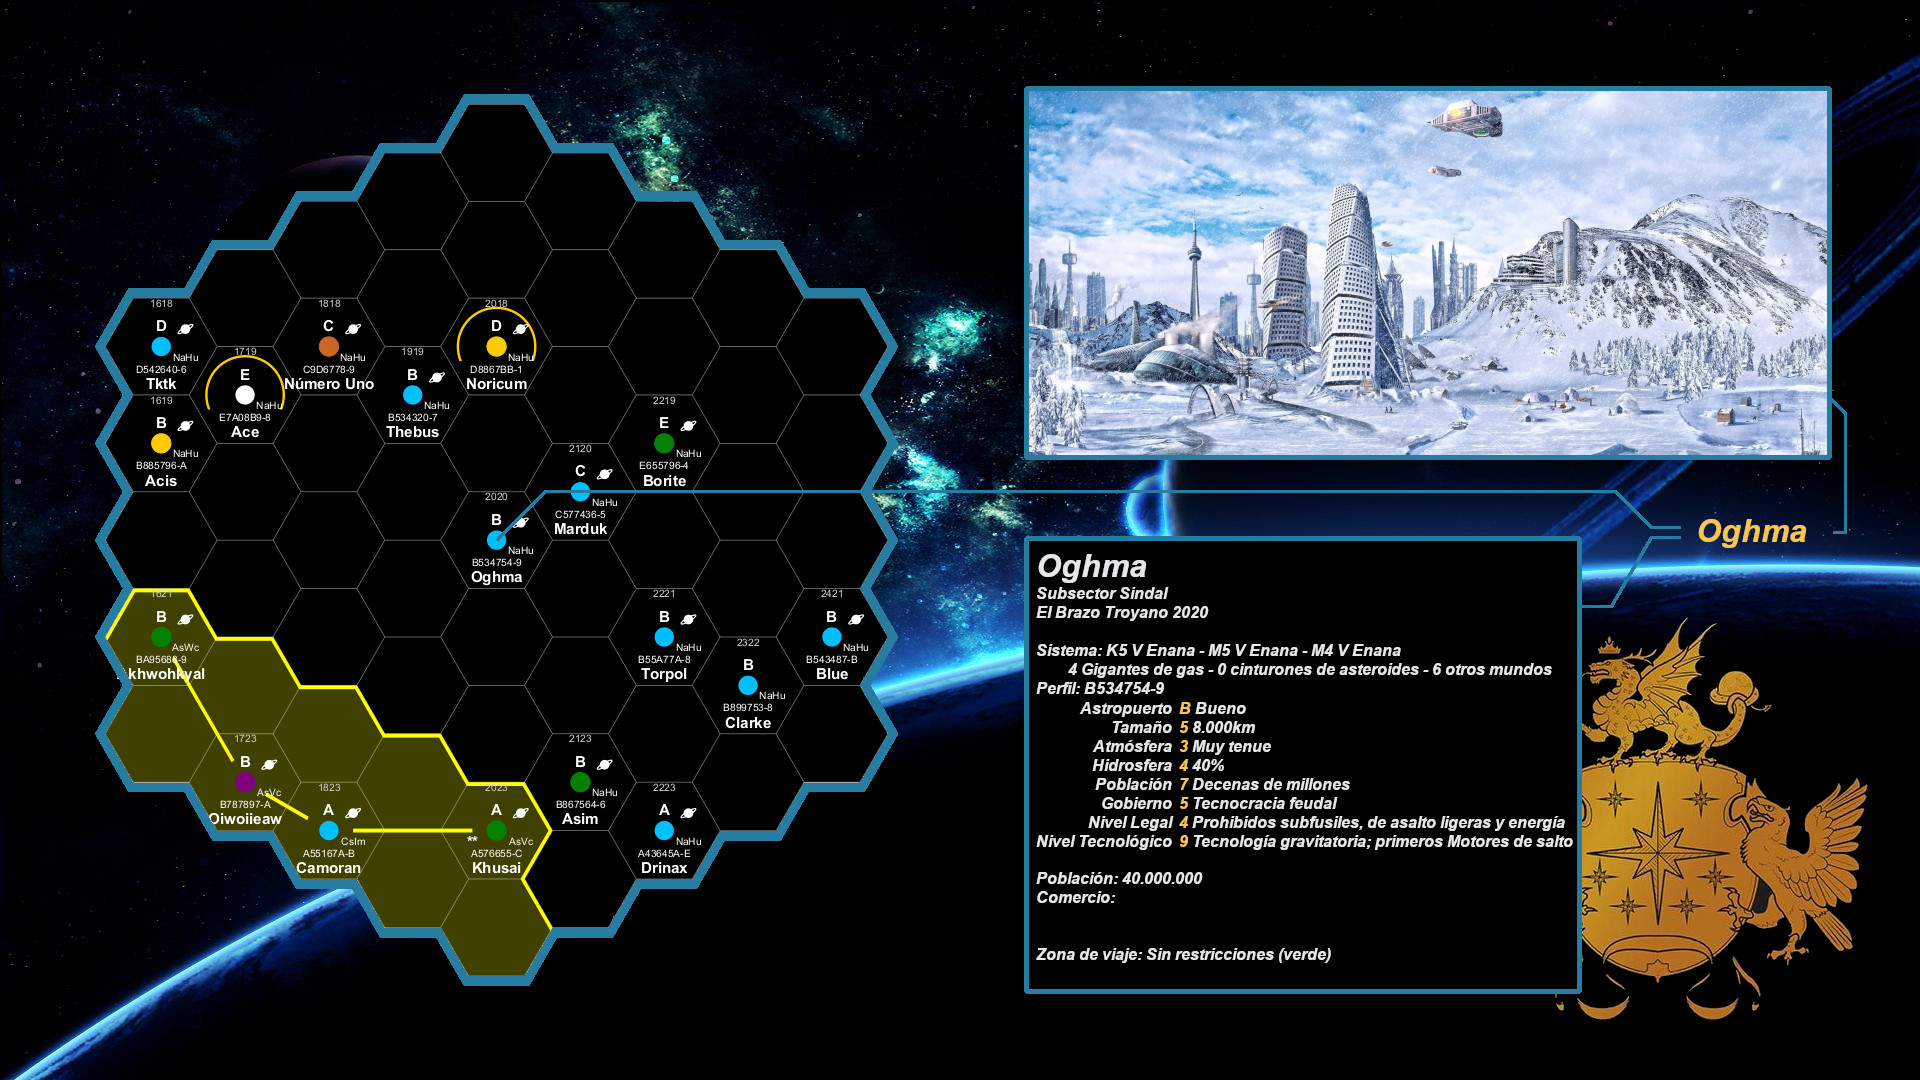 1618
D
NaHu
D542640-6
Tktk
1818
C
NaHu
C9D6778-9
Número Uno
2018
D
NaHu
D8867BB-1
Noricum
1719
E
NaHu
E7A08B9-8
Ace
1919
B
NaHu
B534320-7
Thebus
1619
B
NaHu
B885796-A
Acis
2219
E
NaHu
E655796-4
Borite
2120
C
NaHu
C577436-5
Marduk
2020
B
NaHu
B534754-9
Oghma
1621
B
AsWc
khwohkyal
2221
B
NaHu
B55A77A-8
Torpol
2421
B
NaHu
B543487-B
Blue
2322
B
NaHu
B899753-8
Clarke
1723
B
AsVc
B787897-A
Oiwoiieaw
2123
B
NaHu
B867564-6
Asim
1823
A
CsIm
A55167A-B
Camoran
2023
A
**
AsVc
A576655-C
Khusai
2223
A
NaHu
A43645A-E
Drinax
Oghma
Oghma
Subsector Sindal
El Brazo Troyano 2020
Sistema: K5 V Enana - M5 V Enana - M4 V Enana
4 Gigantes de gas - 0 cinturones de asteroides - 6 otros mundos
Perfil: B534754-9
Astropuerto B Bueno
Tamaño 5 8.000km
Atmósfera 3 Muy tenue
Hidrosfera 4 40%
Población 7 Decenas de millones
Gobierno 5 Tecnocracia feudal
Nivel Legal 4 Prohibidos subfusiles, de asalto ligeras y energía
Nivel Tecnológico 9 Tecnología gravitatoria; primeros Motores de salto
Población: 40.000.000
Comercio:
Zona de viaje: Sin restricciones (verde)